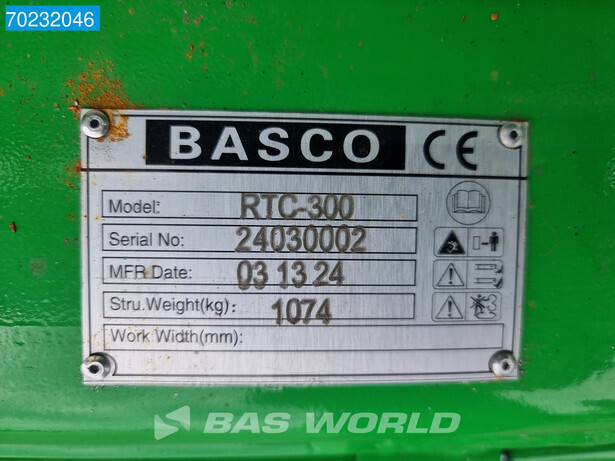 70232046
BASCO CE
Model: RTC-300
Serial No: 24030002
MFR Date: 03 13 24
Stru.Weight(kg): 1074
Work Width(mm):
BAS WORLD